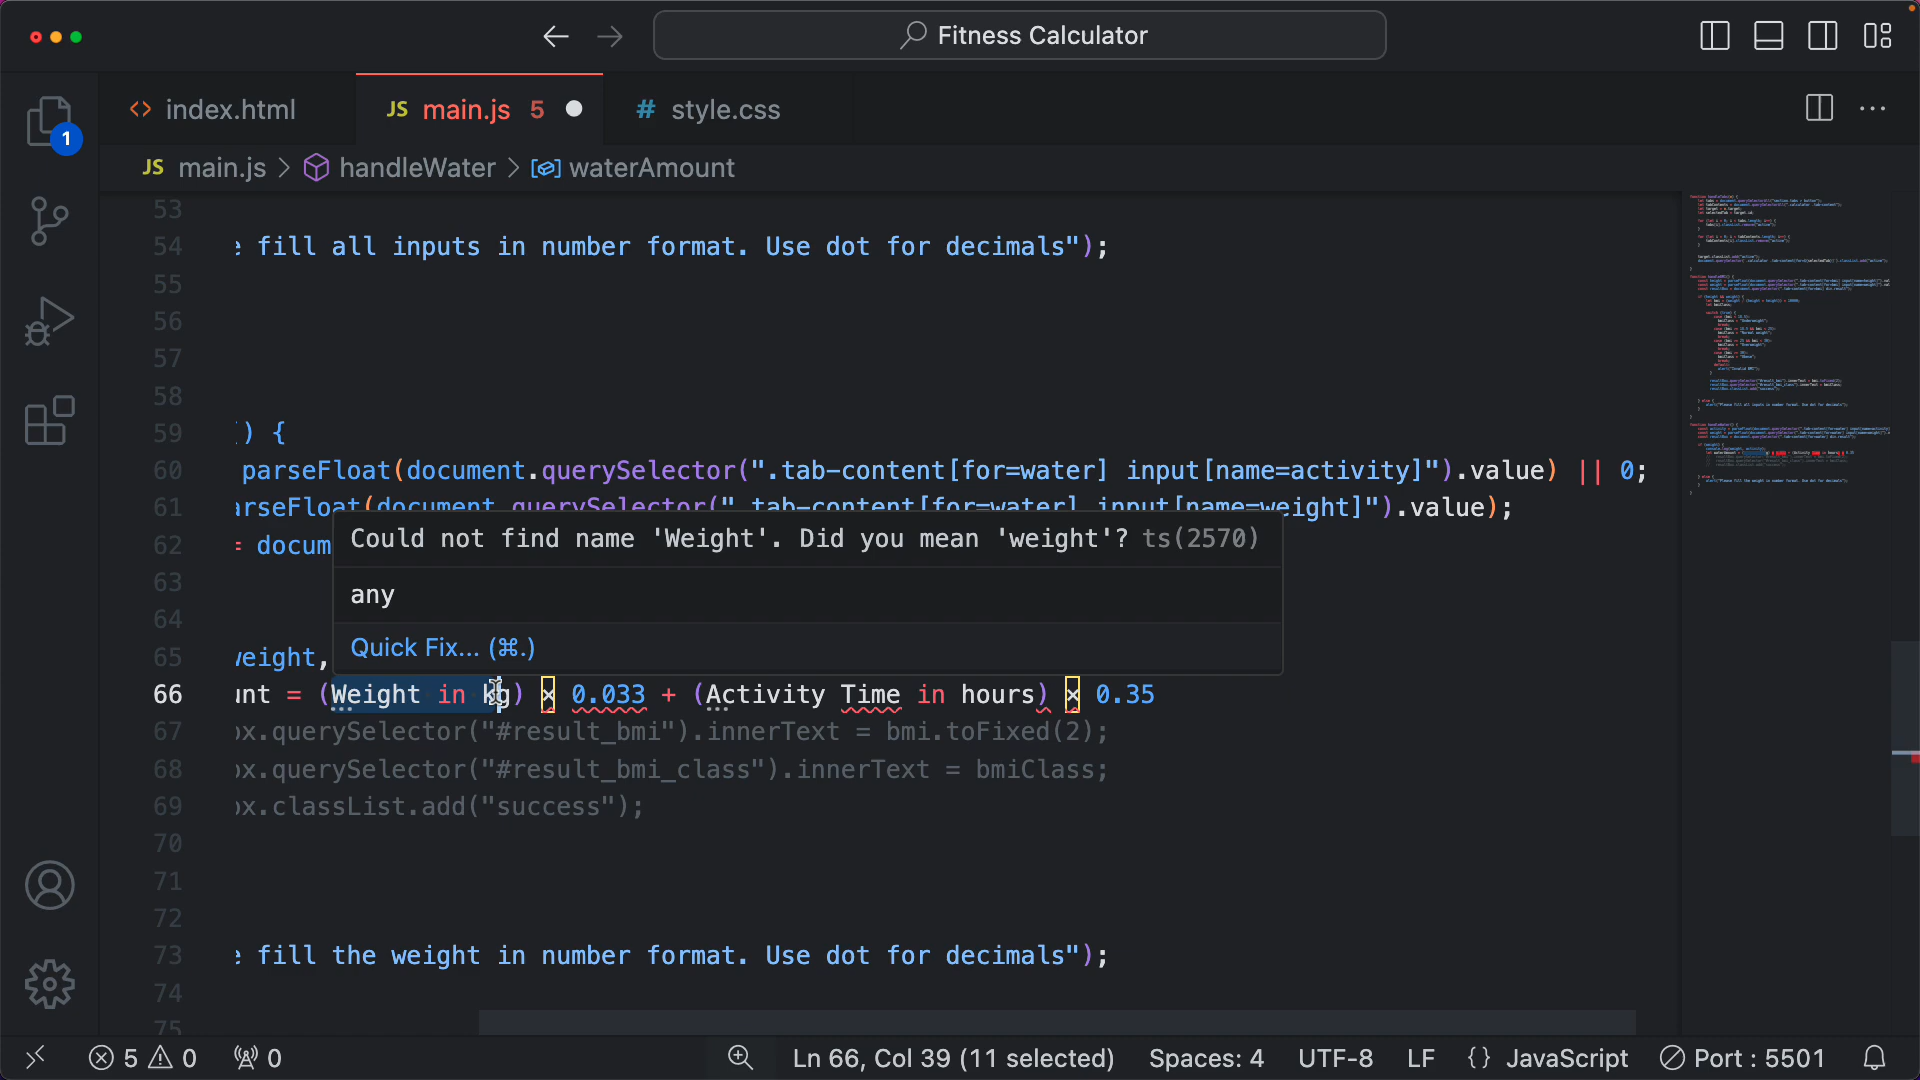 Fitness Calculator
<> index.html
JS main.js 5
# style.css
1
JS main.js > handleWater > waterAmount
53
54 e fill all inputs in number format. Use dot for decimals");
55
56
57
58
59 () {
60 parseFloat(document.querySelector(".tab-content[for=water] input[name=activity]").value) || 0;
61 arseFloat(document.querySelector(".tab-content[for=water] input[name=weight]").value);
62 = docum
Could not find name 'Weight'. Did you mean 'weight'? ts(2570)
63
any
64
Quick Fix... (⌘.)
65 weight,
66 unt = (Weight in kg) × 0.033 + (Activity Time in hours) × 0.35
67 ox.querySelector("#result_bmi").innerText = bmi.toFixed(2);
68 ox.querySelector("#result_bmi_class").innerText = bmiClass;
69 ox.classList.add("success");
70
71
72
73 e fill the weight in number format. Use dot for decimals");
74
75
5 0 0 Ln 66, Col 39 (11 selected) Spaces: 4 UTF-8 LF {} JavaScript Port : 5501